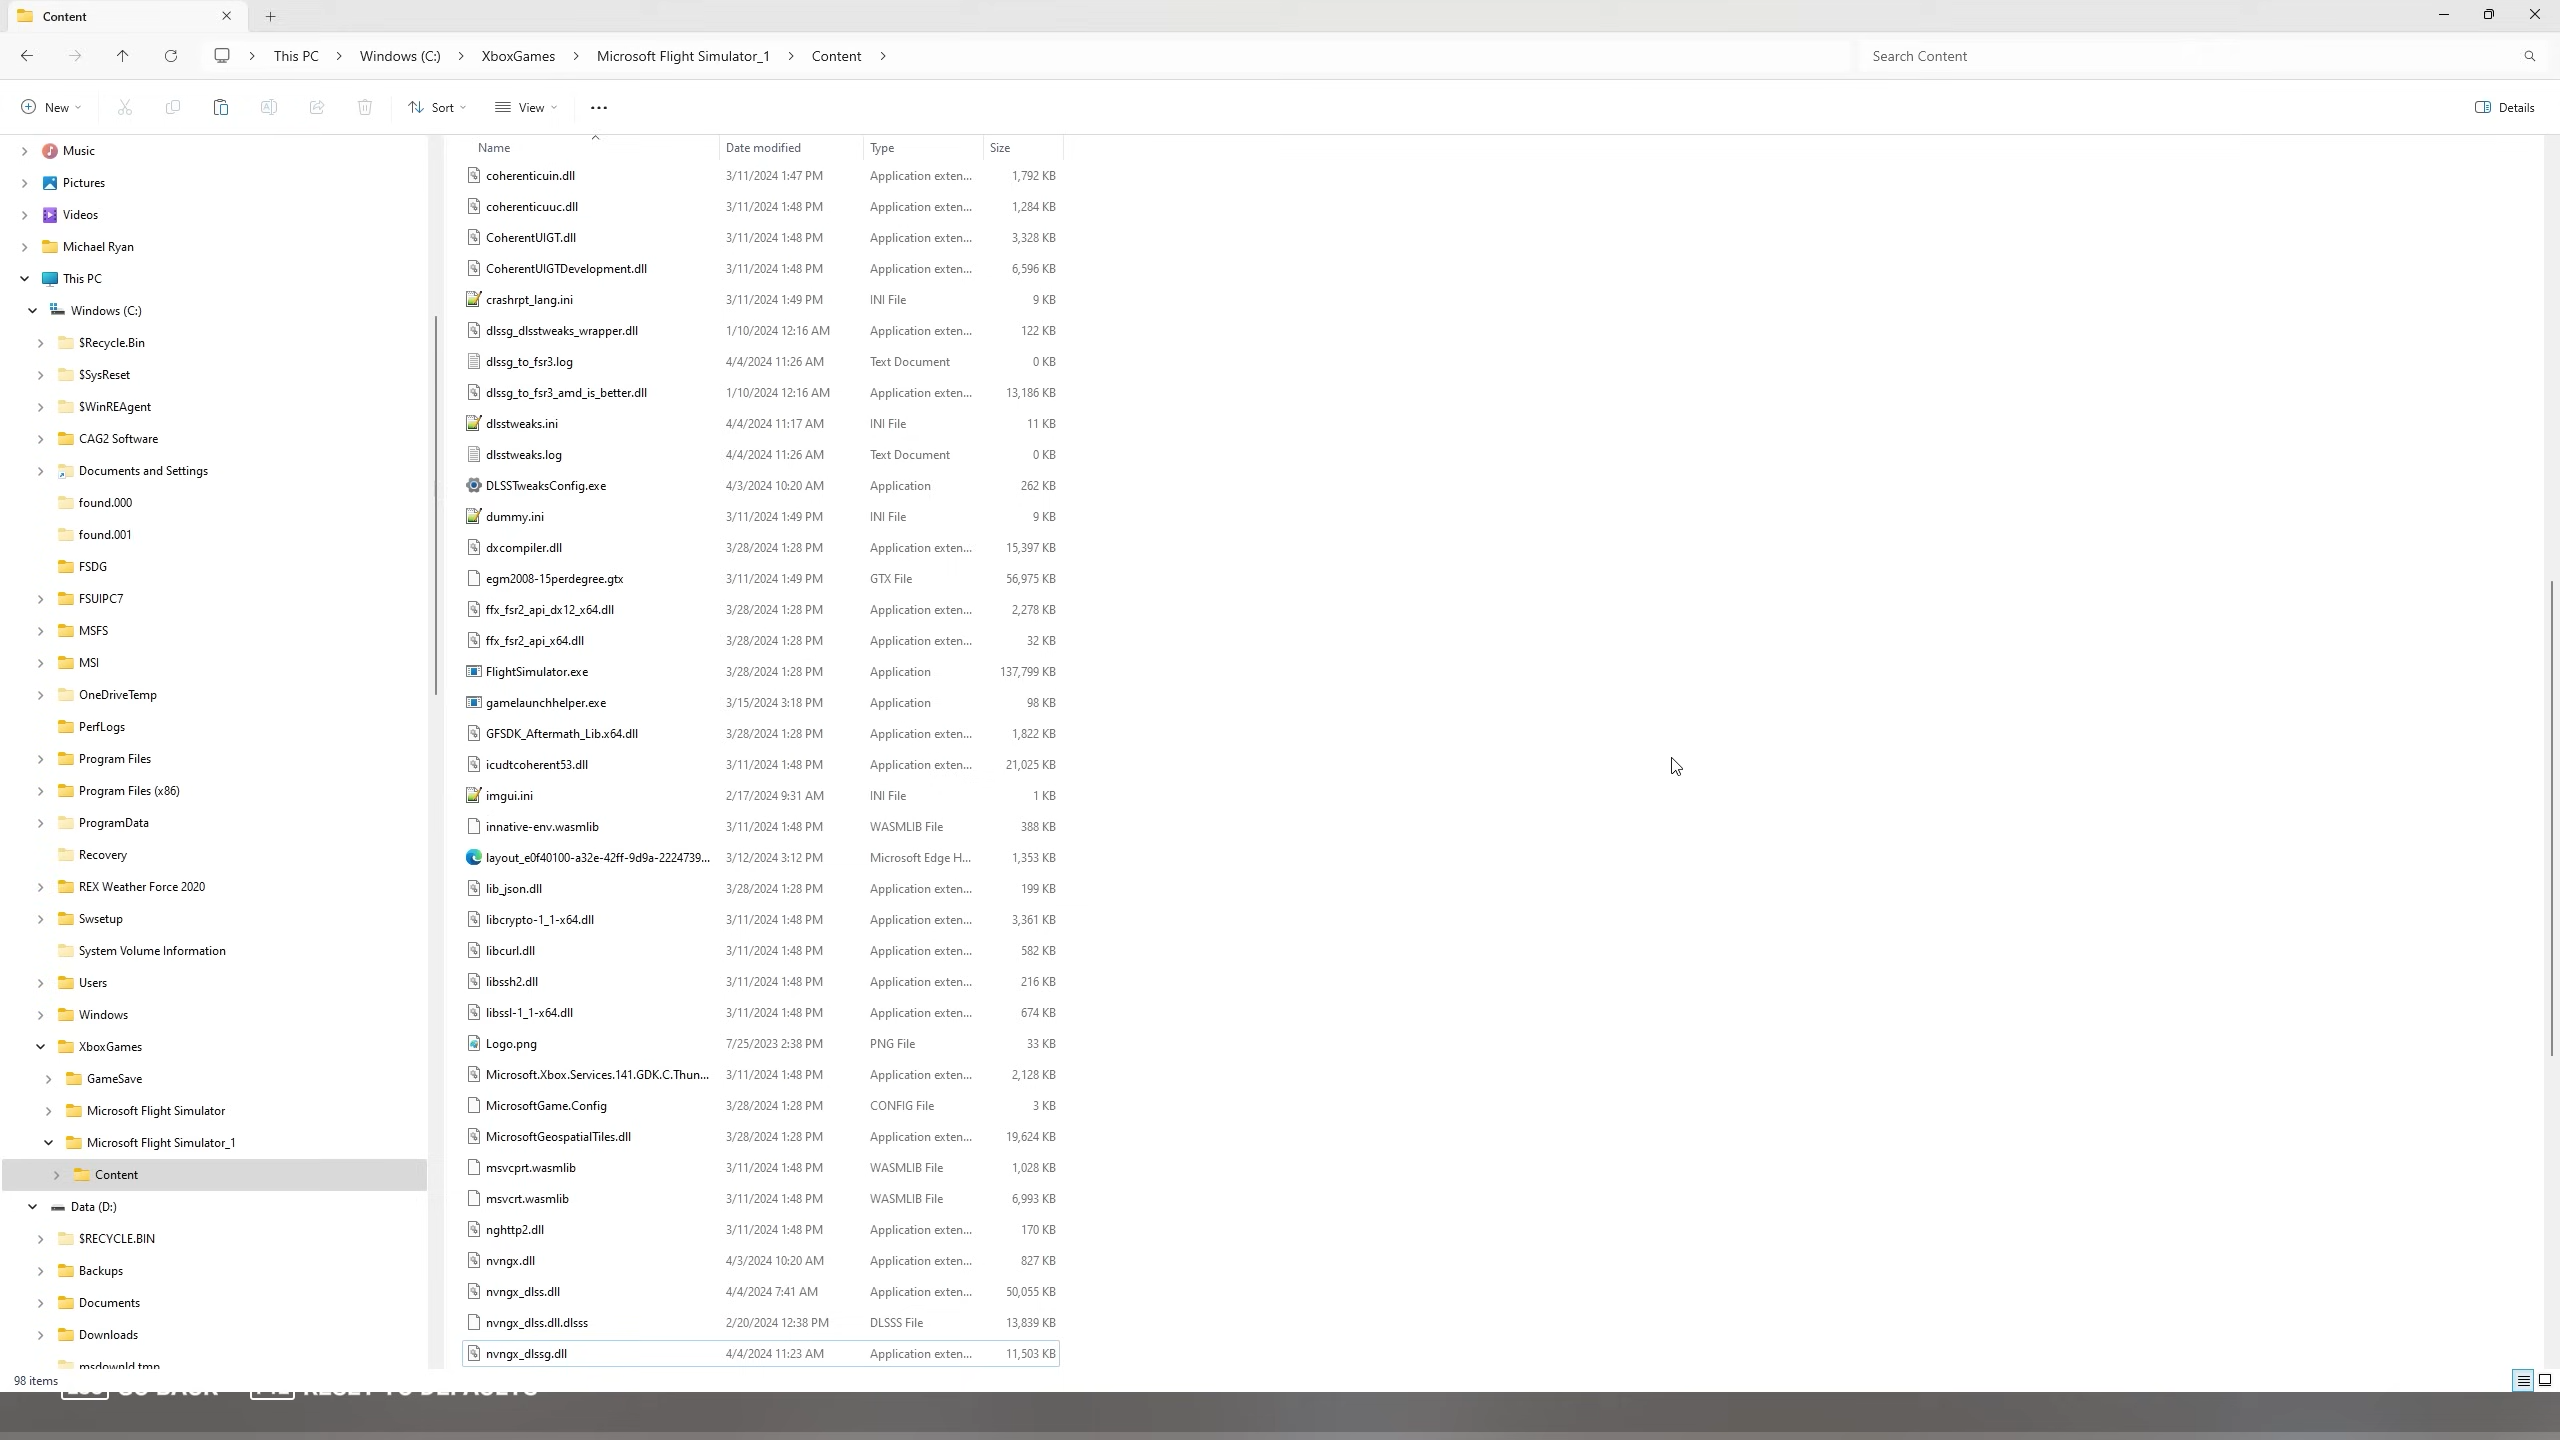 Content
This PC
Windows (C:)
XboxGames
Microsoft Flight Simulator_1
Content
Search Content
New
Sort
View
Details
Music
Pictures
Videos
Michael Ryan
This PC
Windows (C:)
$Recycle.Bin
$SysReset
$WinREAgent
CAG2 Software
Documents and Settings
found.000
found.001
FSDG
FSUIPC7
MSFS
MSI
OneDriveTemp
PerfLogs
Program Files
Program Files (x86)
ProgramData
Recovery
REX Weather Force 2020
Swsetup
System Volume Information
Users
Windows
XboxGames
GameSave
Microsoft Flight Simulator
Microsoft Flight Simulator_1
Content
Data (D:)
$RECYCLE.BIN
Backups
Documents
Downloads
msdownld.tmp
Name Date modified Type Size
coherenticuin.dll 3/11/2024 1:47 PM Application exten... 1,792 KB
coherenticuuc.dll 3/11/2024 1:48 PM Application exten... 1,284 KB
CoherentUIGT.dll 3/11/2024 1:48 PM Application exten... 3,328 KB
CoherentUIGTDevelopment.dll 3/11/2024 1:48 PM Application exten... 6,596 KB
crashrpt_lang.ini 3/11/2024 1:49 PM INI File 9 KB
dlssg_dlsstweaks_wrapper.dll 1/10/2024 12:16 AM Application exten... 122 KB
dlssg_to_fsr3.log 4/4/2024 11:26 AM Text Document 0 KB
dlssg_to_fsr3_amd_is_better.dll 1/10/2024 12:16 AM Application exten... 13,186 KB
dlsstweaks.ini 4/4/2024 11:17 AM INI File 11 KB
dlsstweaks.log 4/4/2024 11:26 AM Text Document 0 KB
DLSSTweaksConfig.exe 4/3/2024 10:20 AM Application 262 KB
dummy.ini 3/11/2024 1:49 PM INI File 9 KB
dxcompiler.dll 3/28/2024 1:28 PM Application exten... 15,397 KB
egm2008-15perdegree.gtx 3/11/2024 1:49 PM GTX File 56,975 KB
ffx_fsr2_api_dx12_x64.dll 3/28/2024 1:28 PM Application exten... 2,278 KB
ffx_fsr2_api_x64.dll 3/28/2024 1:28 PM Application exten... 32 KB
FlightSimulator.exe 3/28/2024 1:28 PM Application 137,799 KB
gamelaunchhelper.exe 3/15/2024 3:18 PM Application 98 KB
GFSDK_Aftermath_Lib.x64.dll 3/28/2024 1:28 PM Application exten... 1,822 KB
icudtcoherent53.dll 3/11/2024 1:48 PM Application exten... 21,025 KB
imgui.ini 2/17/2024 9:31 AM INI File 1 KB
innative-env.wasmlib 3/11/2024 1:48 PM WASMLIB File 388 KB
layout_e0f40100-a32e-42ff-9d9a-2224739... 3/12/2024 3:12 PM Microsoft Edge H... 1,353 KB
lib_json.dll 3/28/2024 1:28 PM Application exten... 199 KB
libcrypto-1_1-x64.dll 3/11/2024 1:48 PM Application exten... 3,361 KB
libcurl.dll 3/11/2024 1:48 PM Application exten... 582 KB
libssh2.dll 3/11/2024 1:48 PM Application exten... 216 KB
libssl-1_1-x64.dll 3/11/2024 1:48 PM Application exten... 674 KB
Logo.png 7/25/2023 2:38 PM PNG File 33 KB
Microsoft.Xbox.Services.141.GDK.C.Thun... 3/11/2024 1:48 PM Application exten... 2,128 KB
MicrosoftGame.Config 3/28/2024 1:28 PM CONFIG File 3 KB
MicrosoftGeospatialTiles.dll 3/28/2024 1:28 PM Application exten... 19,624 KB
msvcprt.wasmlib 3/11/2024 1:48 PM WASMLIB File 1,028 KB
msvcrt.wasmlib 3/11/2024 1:48 PM WASMLIB File 6,993 KB
nghttp2.dll 3/11/2024 1:48 PM Application exten... 170 KB
nvngx.dll 4/3/2024 10:20 AM Application exten... 827 KB
nvngx_dlss.dll 4/4/2024 7:41 AM Application exten... 50,055 KB
nvngx_dlss.dll.dlsss 2/20/2024 12:38 PM DLSSS File 13,839 KB
nvngx_dlssg.dll 4/4/2024 11:23 AM Application exten... 11,503 KB
98 items
GO BACK RESET TO DEFAULTS